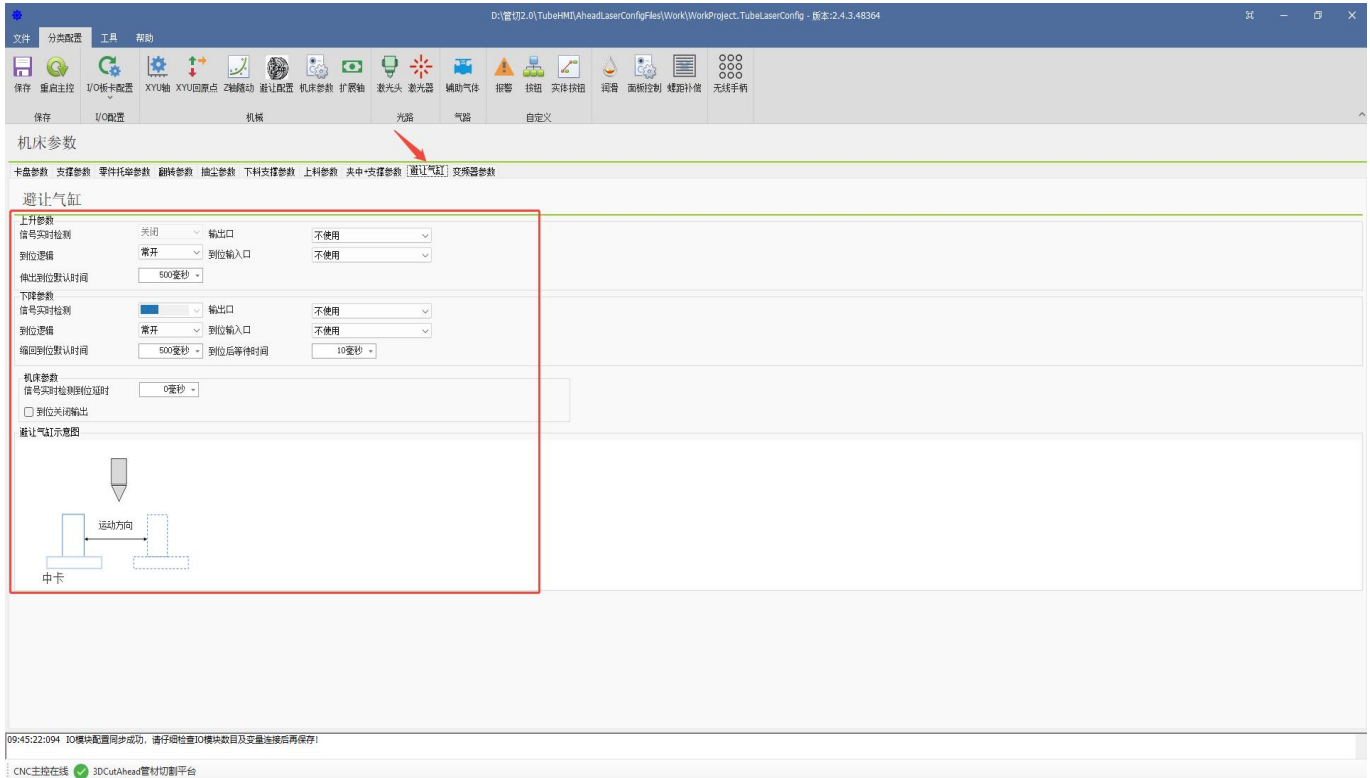 D:\管切2.0\TubeHMI\AheadLaserConfigFiles\Work\WorkProject.TubeLaserConfig - 版本:2.4.3.48364
文件 分类配置 工具 帮助
保存 重启主控 I/O板卡配置 XYU轴 XYU回原点 Z轴随动 避让配置 机床参数 扩展轴 激光头 激光器 辅助气体 报警 按钮 实体按钮 润滑 面板控制 螺距补偿 无线手柄
保存 I/O配置 机械 光路 气路 自定义
机床参数
卡盘参数 支撑参数 零件托举参数 翻转参数 抽尘参数 下料支撑参数 上料参数 夹中+支撑参数 避让气缸 变频器参数
避让气缸
上升参数
信号实时检测 关闭 输出口 不使用
到位逻辑 常开 到位输入口 不使用
伸出到位默认时间 500毫秒
下降参数
信号实时检测 输出口 不使用
到位逻辑 常开 到位输入口 不使用
缩回到位默认时间 500毫秒 到位后等待时间 10毫秒
机床参数
信号实时检测到位延时 0毫秒
到位关闭输出
避让气缸示意图
运动方向
中卡
09:45:22:094 IO模块配置同步成功, 请仔细检查IO模块数目及变量连接后再保存!
CNC主控在线 3DCutAhead管材切割平台